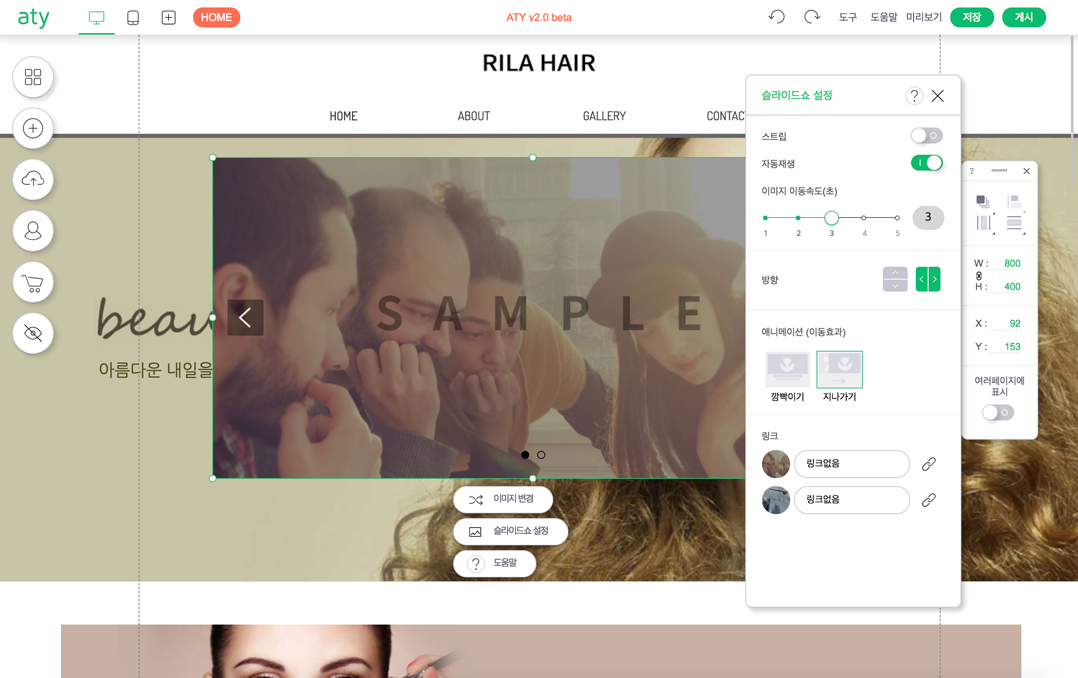 aty
HOME
ATY v2.0 beta
도구
도움말
미리보기
저장
게시
RILA HAIR
HOME
ABOUT
GALLERY
CONTAC
beau
아름다운 내일을
SAMPLE
이미지 변경
슬라이드쇼 설정
? 도움말
슬라이드쇼 설정
?
스트립
자동재생
이미지 이동속도(초)
1 2 3 4 5
3
방향
애니메이션 (이동효과)
깜빡이기
지나가기
링크
링크없음
링크없음
?
W : 800
H : 400
X : 92
Y : 153
여러페이지에
표시